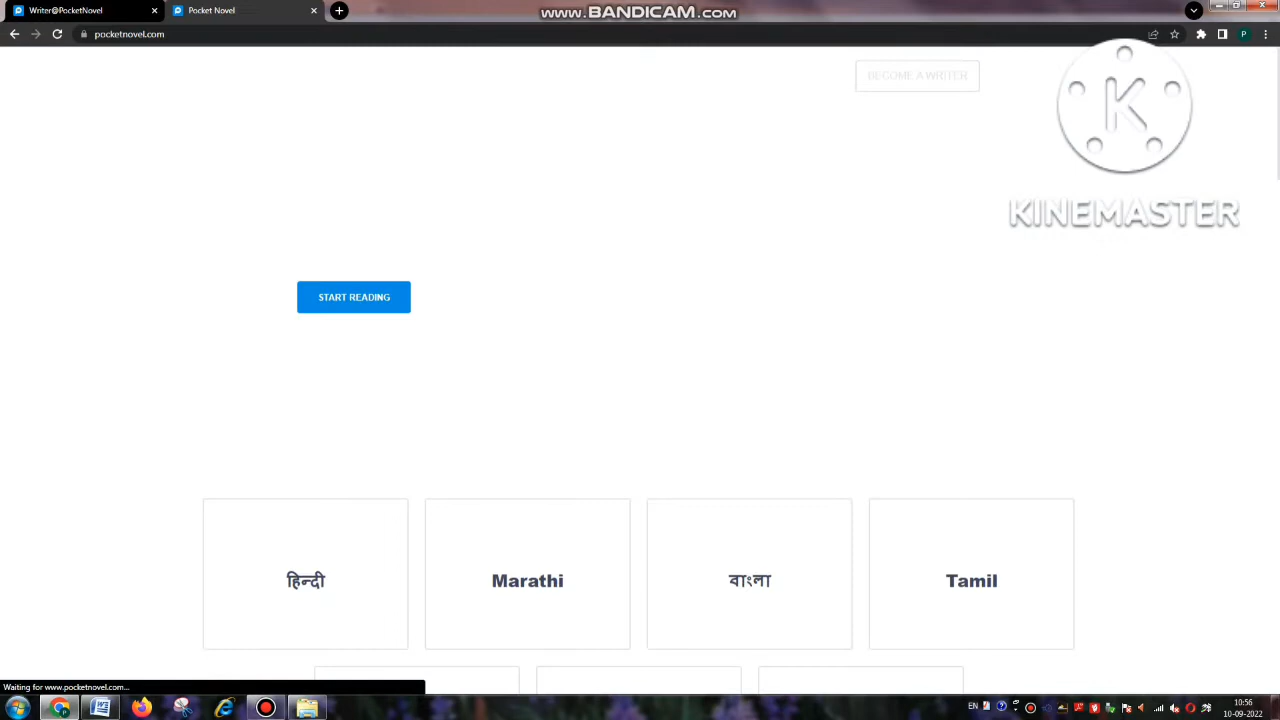 www.BANDICAM.com
Writer@PocketNovel
Pocket Novel
pocketnovel.com
BECOME A WRITER
KINEMASTER
START READING
हिन्दी
Marathi
বাংলা
Tamil
Waiting for www.pocketnovel.com...
EN
10:56
10-09-2022